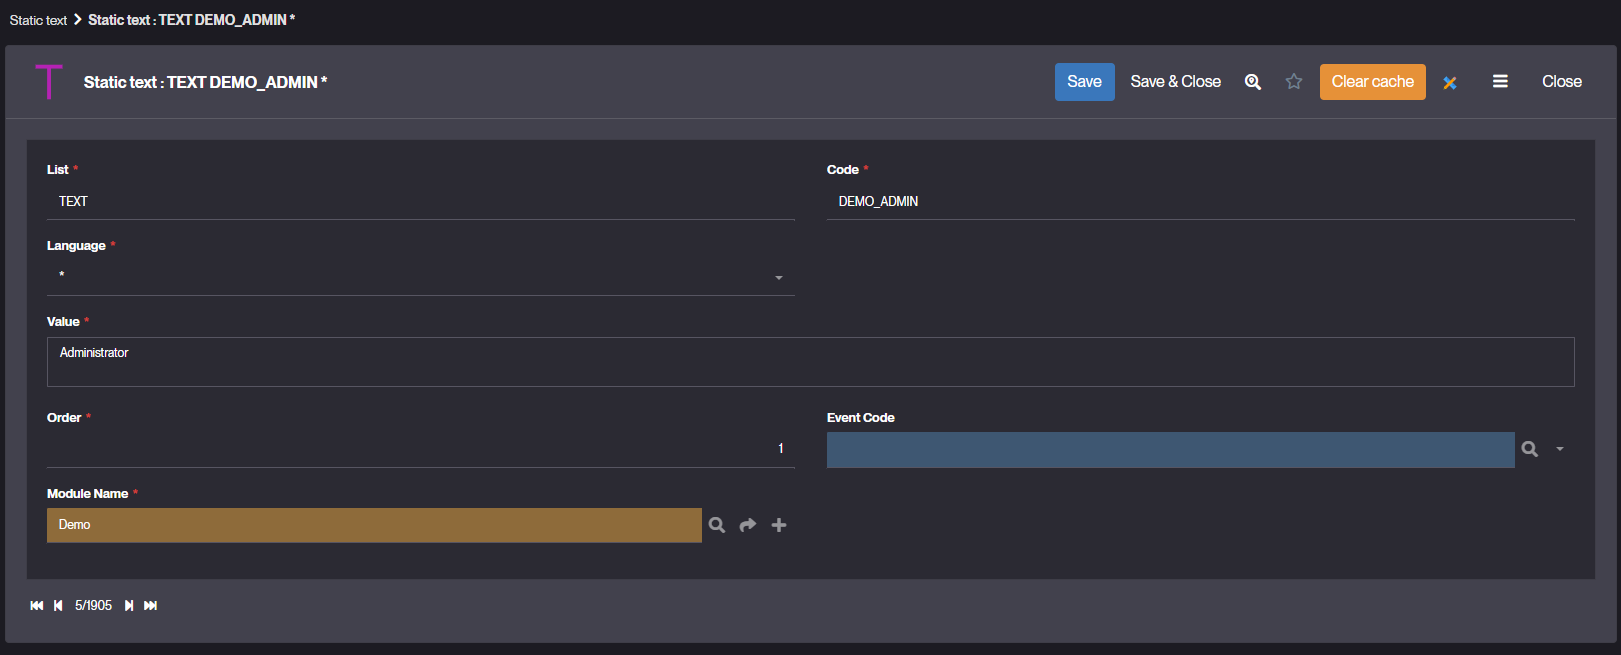 Static text Static text : TEXT DEMO_ADMIN *
T Static text : TEXT DEMO_ADMIN * Save Save & Close Clear cache Close
List * Code *
TEXT DEMO_ADMIN
Language *
*
Value *
Administrator
Order * Event Code
1
Module Name *
Demo
5/1905